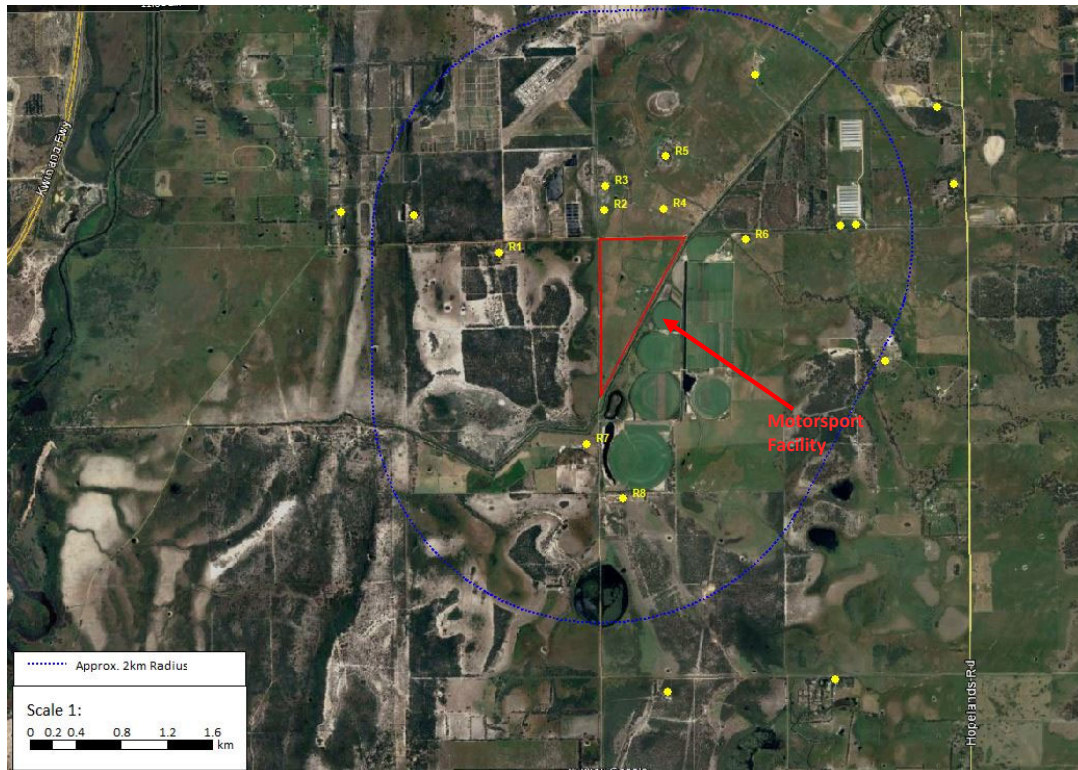 Kwinana Fwy
R5
R3
R2
R4
R6
R1
Motorsport
Facility
R7
R8
Hopelands Rd
Approx. 2km Radius
Scale 1:
0 0.2 0.4 0.8 1.2 1.6
km